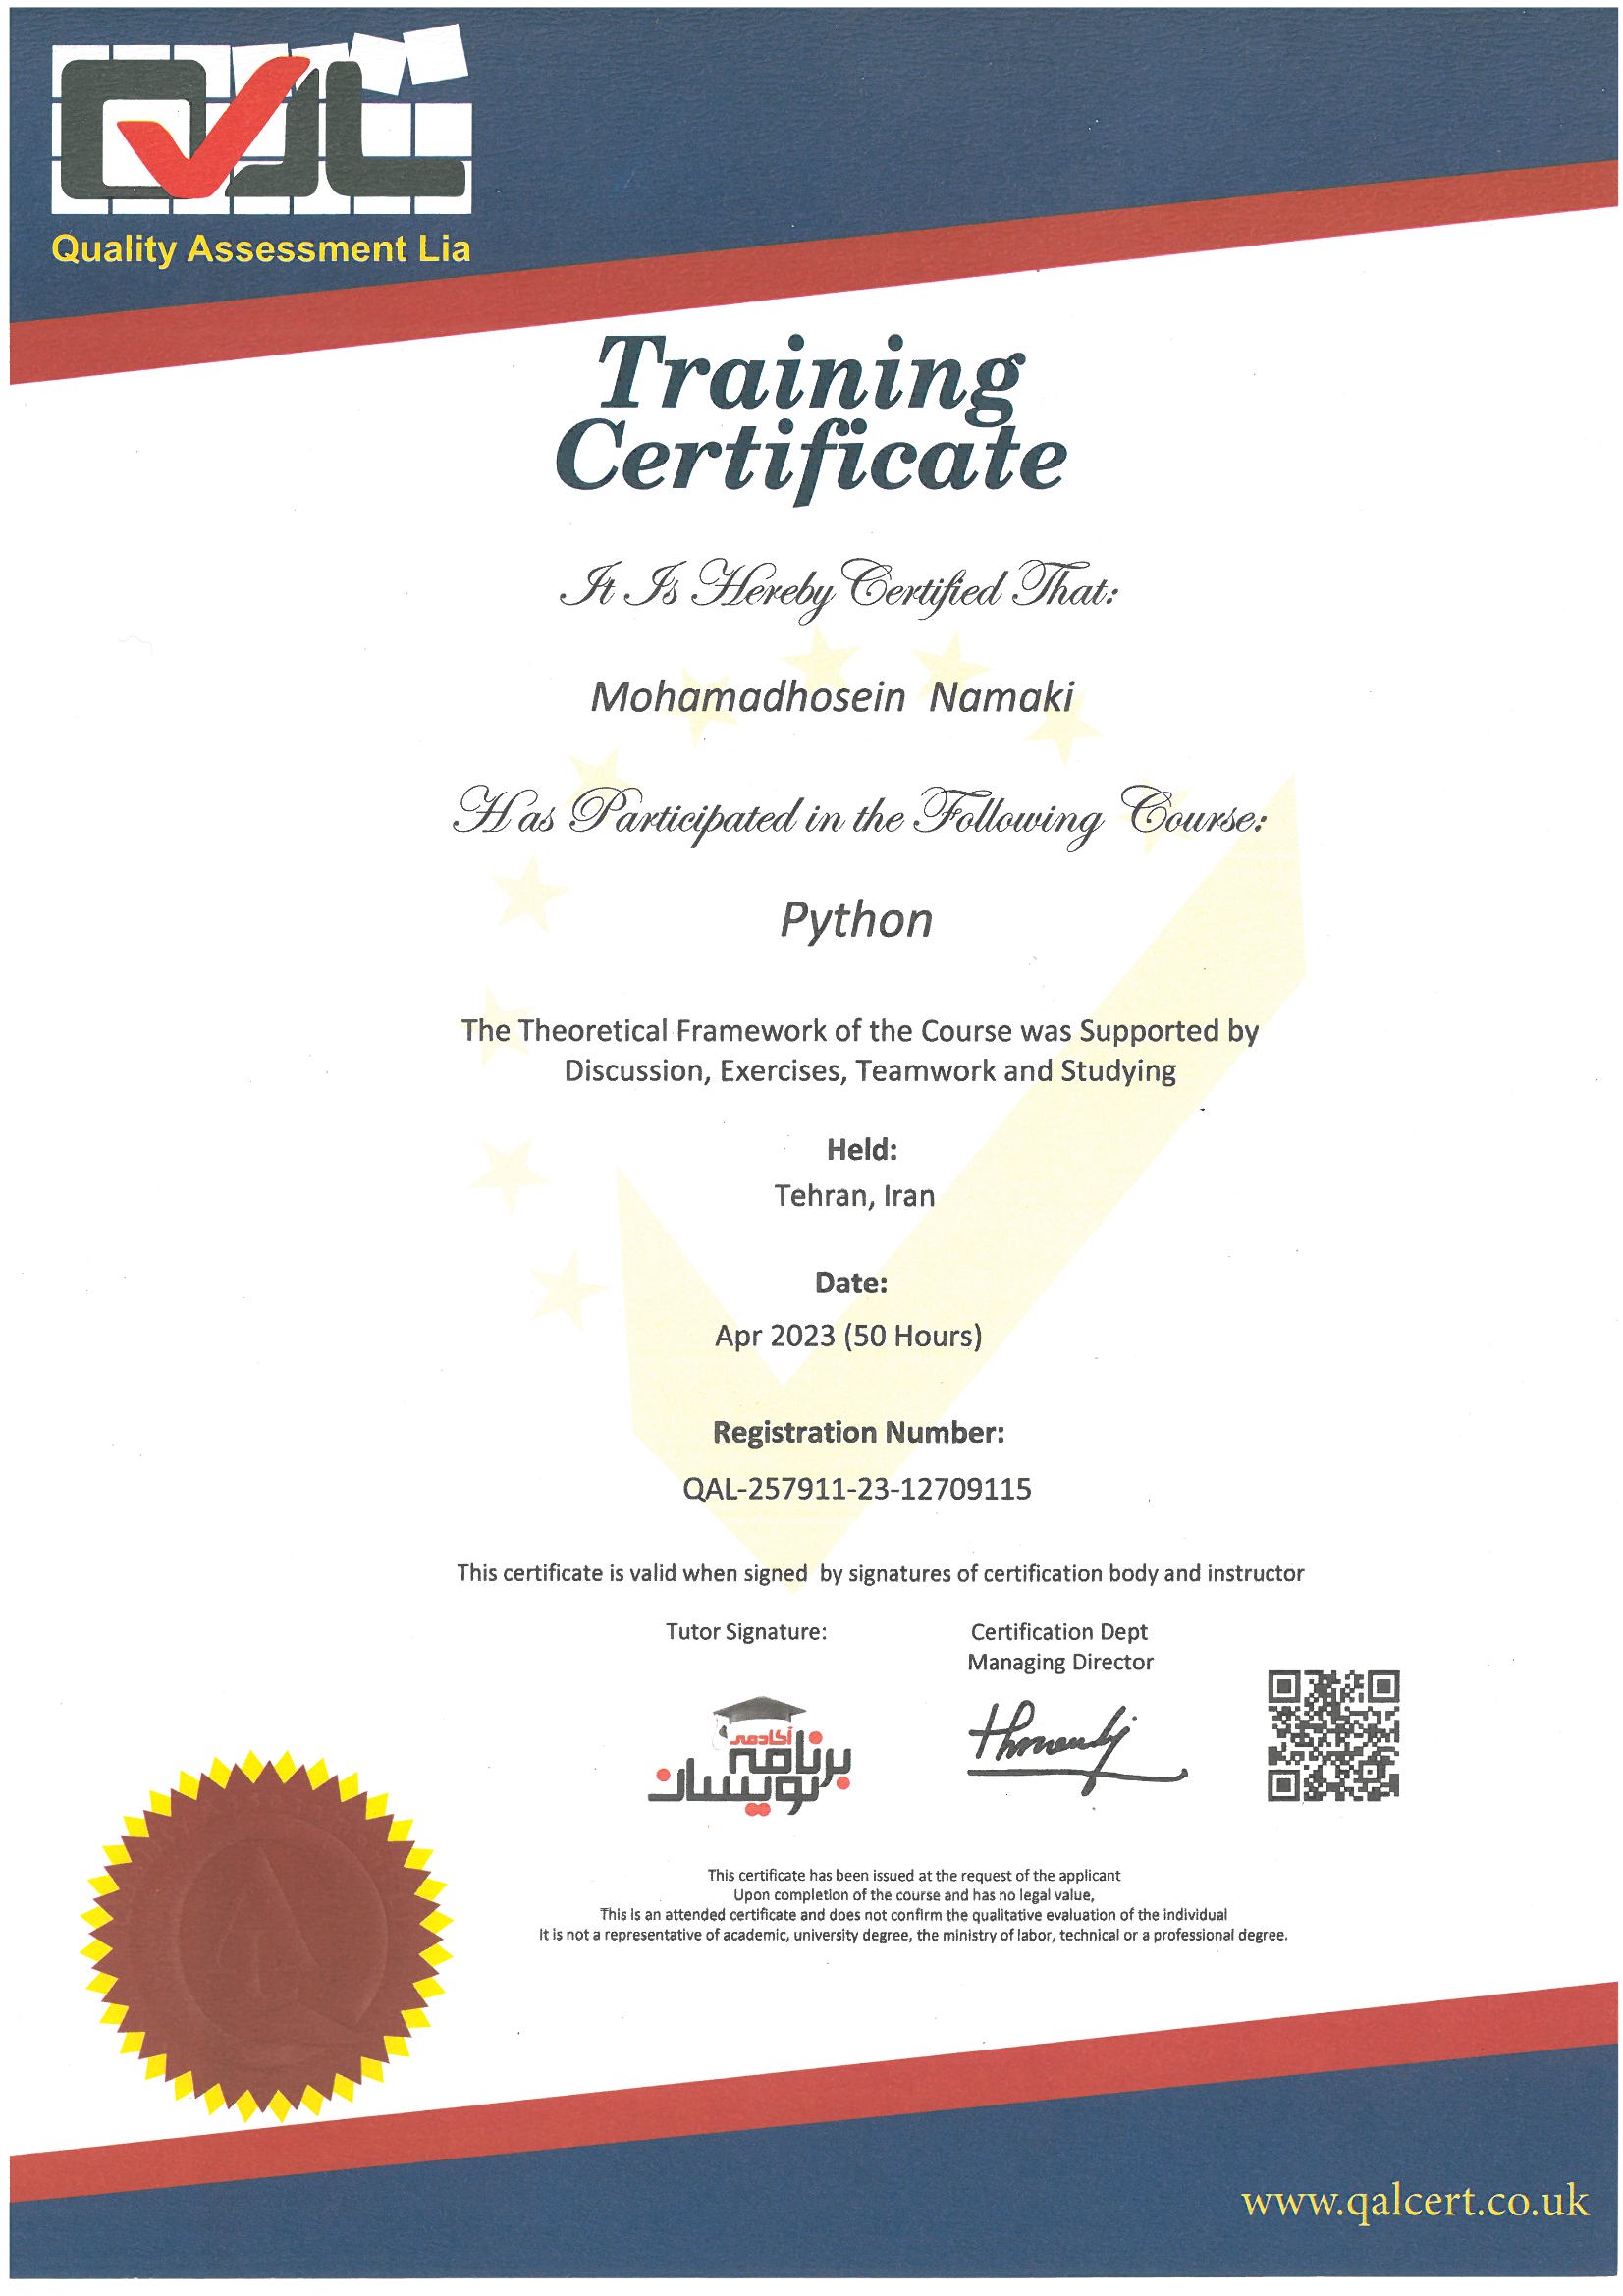 QAL
Quality Assessment Lia
Training
Certificate
It Is Hereby Certified That:
Mohamadhosein Namaki
Has Participated in the Following Course:
Python
The Theoretical Framework of the Course was Supported by
Discussion, Exercises, Teamwork and Studying
Held:
Tehran, Iran
Date:
Apr 2023 (50 Hours)
Registration Number:
QAL-257911-23-12709115
This certificate is valid when signed by signatures of certification body and instructor
Tutor Signature:
Certification Dept
Managing Director
آکادمی
برنامه
نویسان
This certificate has been issued at the request of the applicant
Upon completion of the course and has no legal value,
This is an attended certificate and does not confirm the qualitative evaluation of the individual
It is not a representative of academic, university degree, the ministry of labor, technical or a professional degree.
www.qalcert.co.uk